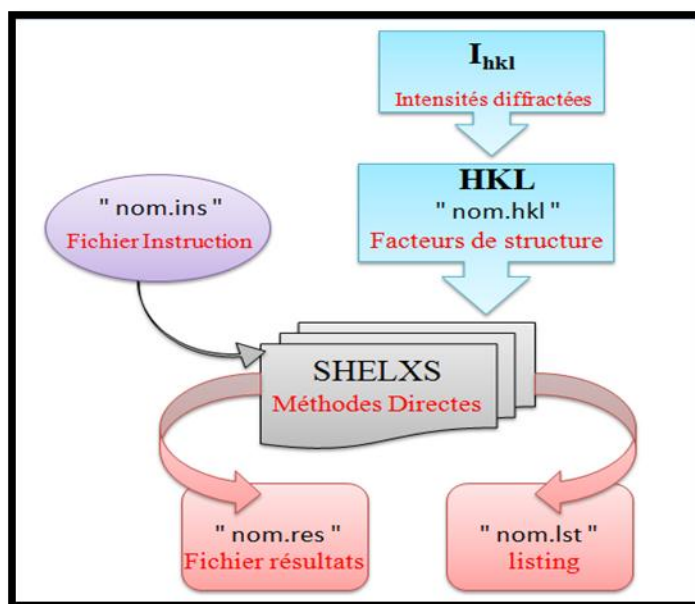 I hkl
Intensités diffractées
HKL
" nom.hkl "
Facteurs de structure
" nom.ins "
Fichier Instruction
SHELXS
Méthodes Directes
" nom.res "
Fichier résultats
" nom.lst "
listing